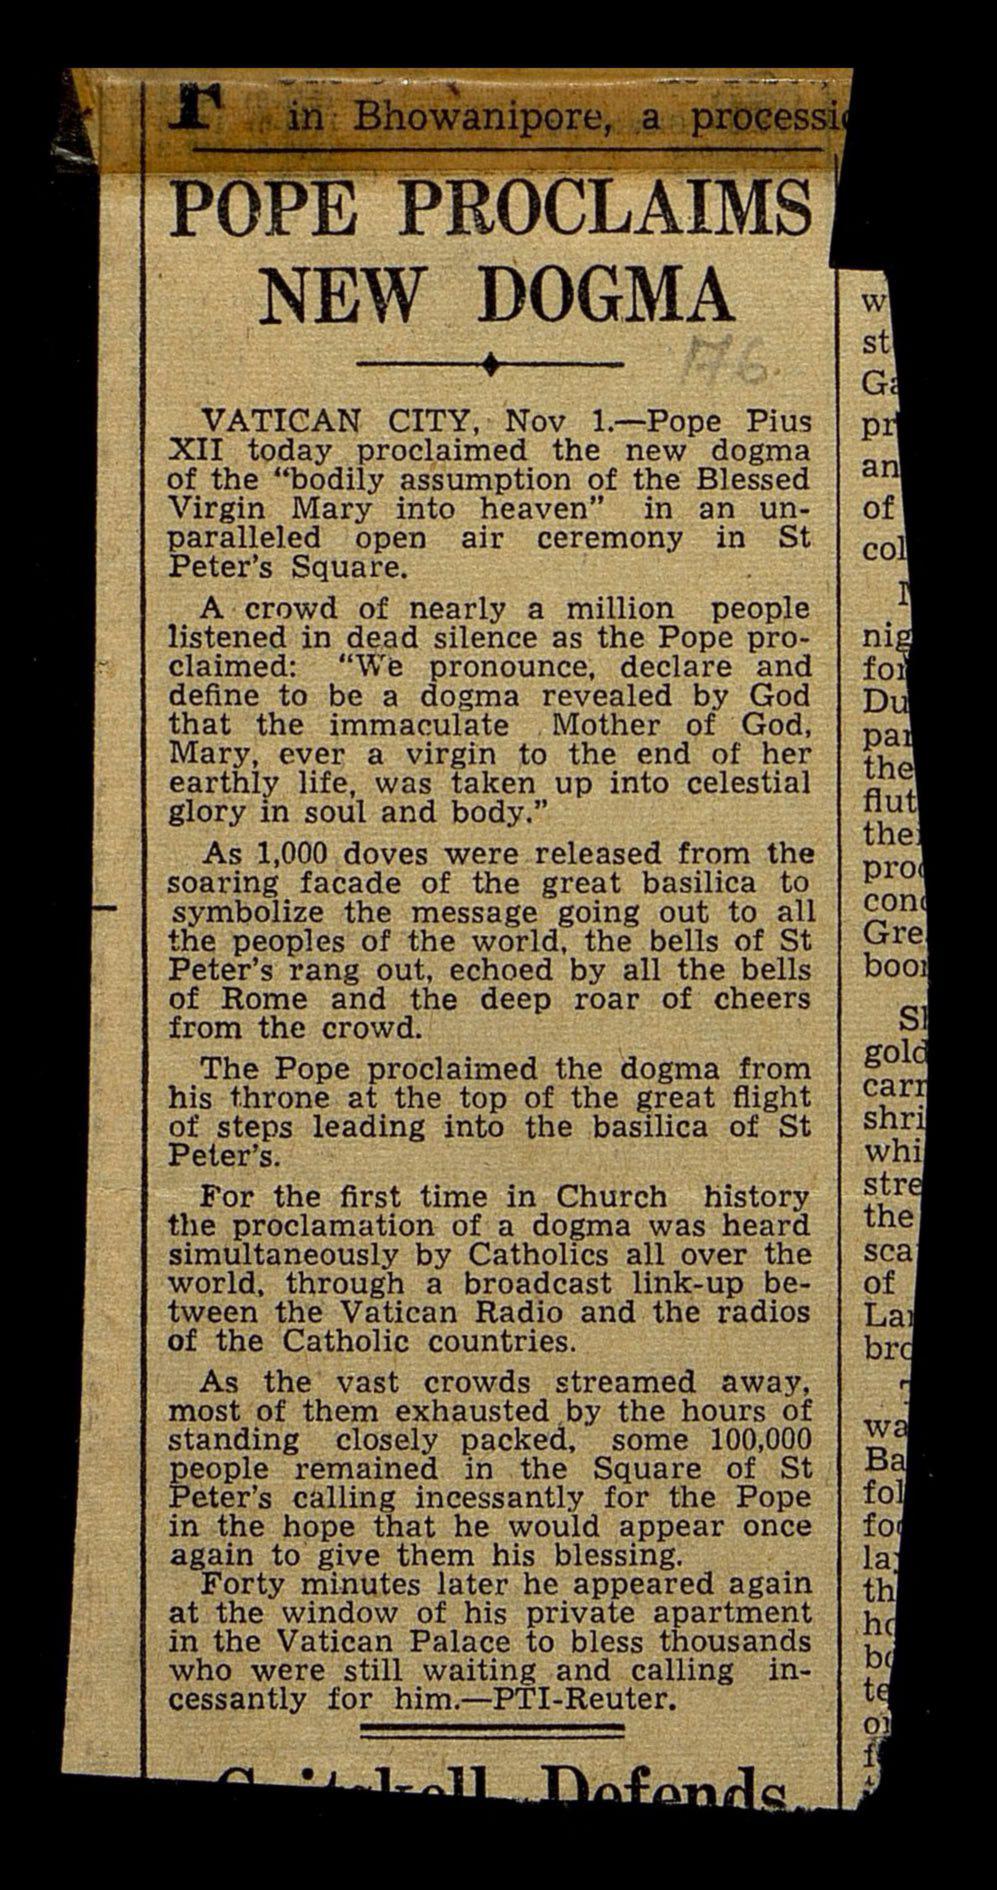 in Bhowanipore, a
POPE PROCLAIMS
NEW DOGMA
176
VATICAN CITY, Nov 1.—Pope Pius
XII today proclaimed the new dogma
of the “bodily assumption of the Blessed
Virgin Mary into heaven” in an un-
paralleled open air ceremony in St
Peter’s Square.
A crowd of nearly a million people
listened in dead silence as the Pope pro-
claimed: “We pronounce, declare and
define to be a dogma revealed by God
that the immaculate Mother of God,
Mary, ever a virgin to the end of her
earthly life, was taken up into celestial
glory in soul and body.”
As 1,000 doves were released from the
soaring facade of the great basilica to
symbolize the message going out to all
the peoples of the world, the bells of St
Peter’s rang out, echoed by all the bells
of Rome and the deep roar of cheers
from the crowd.
The Pope proclaimed the dogma from
his throne at the top of the great flight
of steps leading into the basilica of St
Peter’s.
For the first time in Church history
the proclamation of a dogma was heard
simultaneously by Catholics all over the
world, through a broadcast link-up be-
tween the Vatican Radio and the radios
of the Catholic countries.
As the vast crowds streamed away,
most of them exhausted by the hours of
standing closely packed, some 100,000
people remained in the Square of St
Peter’s calling incessantly for the Pope
in the hope that he would appear once
again to give them his blessing.
Forty minutes later he appeared again
at the window of his private apartment
in the Vatican Palace to bless thousands
who were still waiting and calling in-
cessantly for him.—PTI-Reuter.
Defends
of
the
the
of